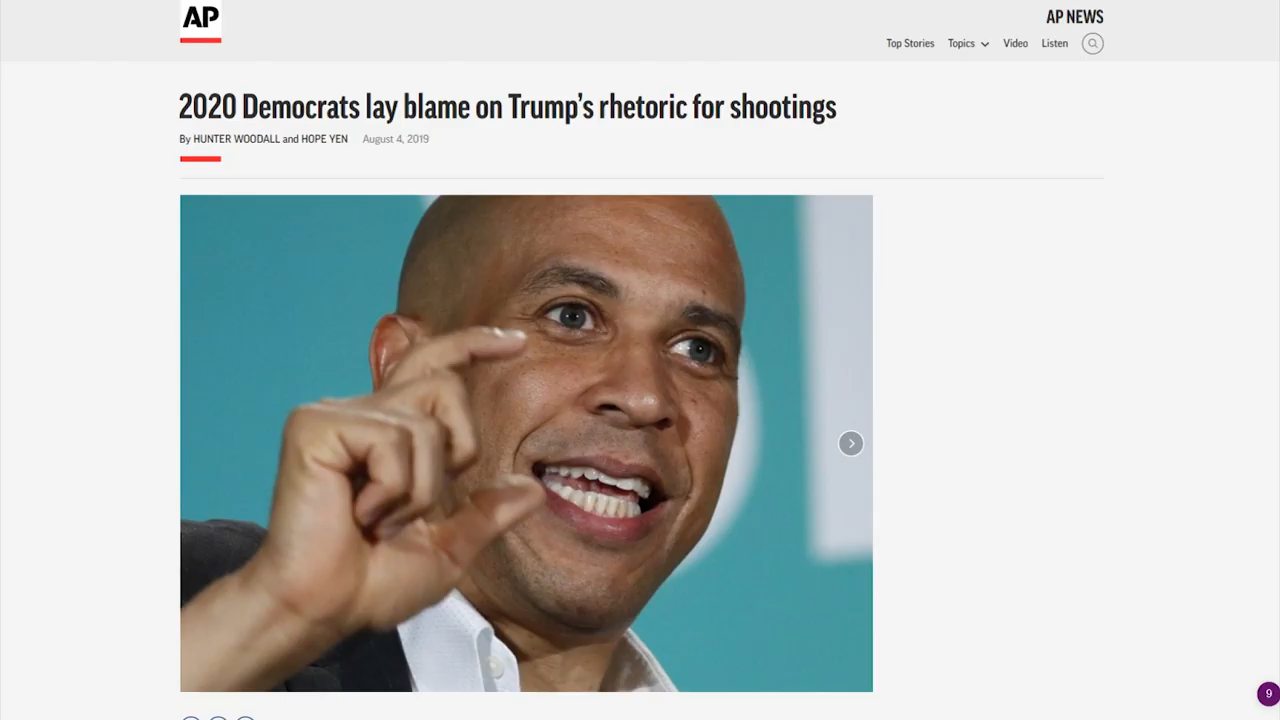 AP
AP NEWS
Top Stories Topics Video Listen
2020 Democrats lay blame on Trump's rhetoric for shootings
By HUNTER WOODALL and HOPE YEN August 4, 2019
9